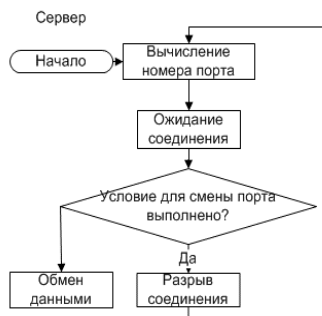 Сервер
Начало
Вычисление
номера порта
Ожидание
соединения
Условие для смены порта
выполнено?
Да
Обмен
данными
Разрыв
соединения